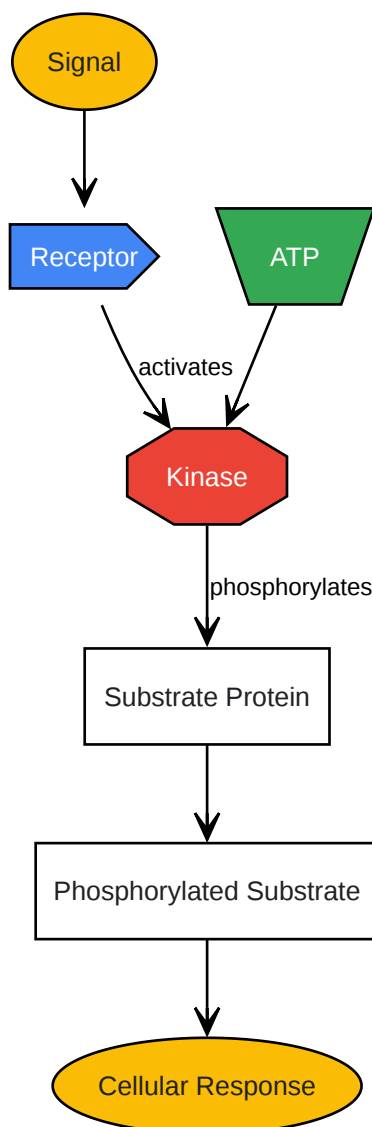 Signal
Receptor
ATP
activates
Kinase
phosphorylates
Substrate Protein
Phosphorylated Substrate
Cellular Response